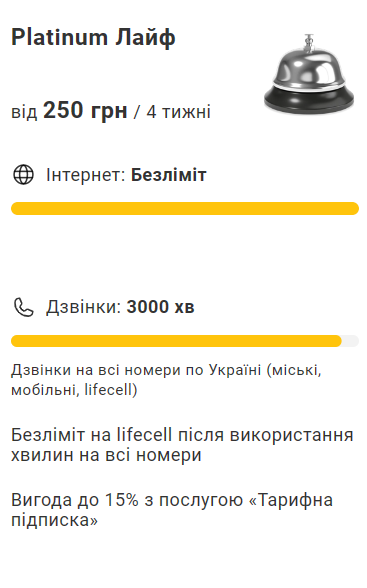 Platinum Лайф
від 250 грн / 4 тижні
Інтернет: Безліміт
Дзвінки: 3000 хв
Дзвінки на всі номери по Україні (міські,
мобільні, lifecell)
Безліміт на lifecell після використання
хвилин на всі номери
Вигода до 15% з послугою «Тарифна
підписка»